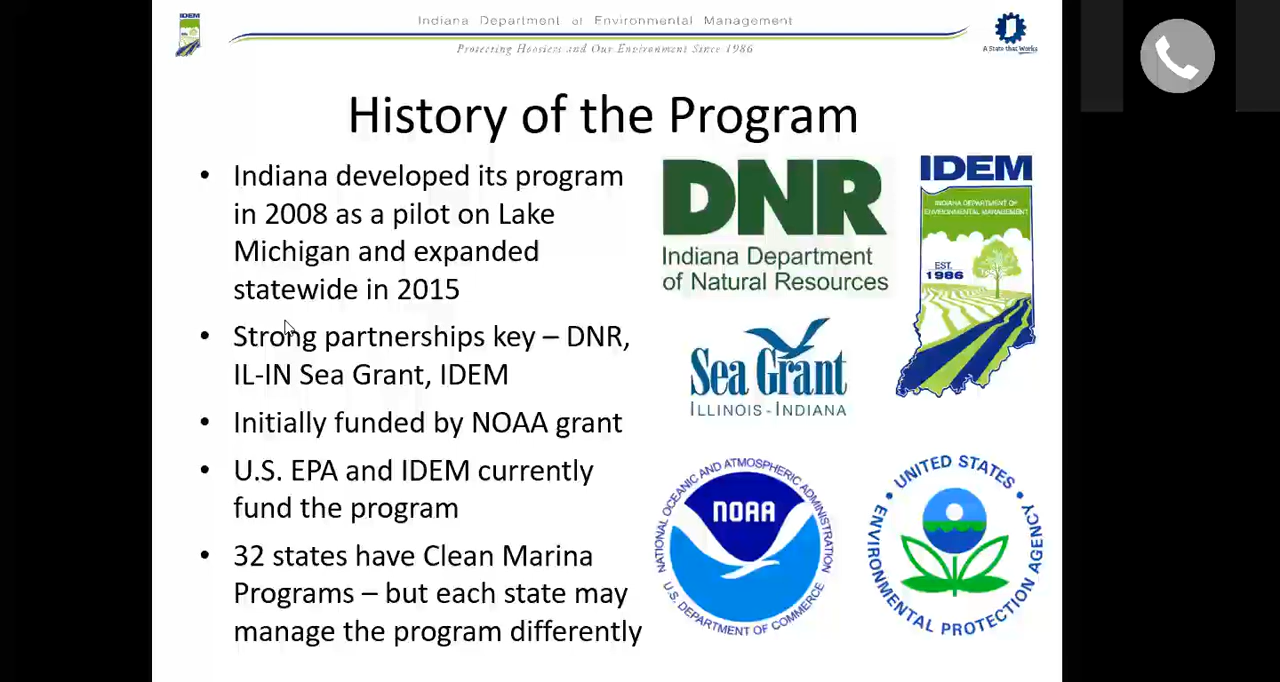 IDEM
Indiana Department of Environmental Management
Protecting Hoosiers and Our Environment Since 1986
A State that Works
History of the Program
• Indiana developed its program
in 2008 as a pilot on Lake
Michigan and expanded
statewide in 2015
• Strong partnerships key – DNR,
IL-IN Sea Grant, IDEM
• Initially funded by NOAA grant
• U.S. EPA and IDEM currently
fund the program
• 32 states have Clean Marina
Programs – but each state may
manage the program differently
DNR
Indiana Department
of Natural Resources
IDEM
INDIANA DEPARTMENT OF
ENVIRONMENTAL MANAGEMENT
EST.
1986
Sea Grant
ILLINOIS-INDIANA
NATIONAL OCEANIC AND ATMOSPHERIC ADMINISTRATION
NOAA
U.S. DEPARTMENT OF COMMERCE
UNITED STATES
ENVIRONMENTAL PROTECTION AGENCY